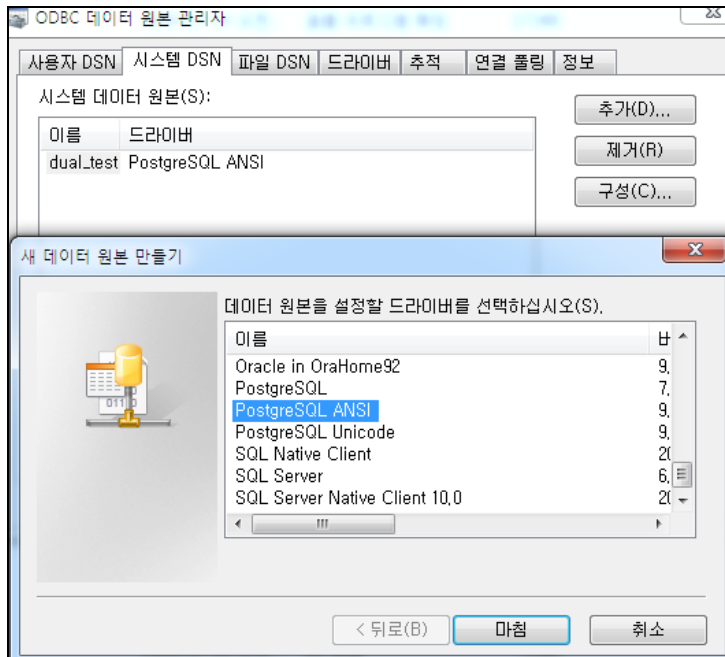 ODBC 데이터 원본 관리자
사용자 DSN 시스템 DSN 파일 DSN 드라이버 추적 연결 풀링 정보
시스템 데이터 원본(S):
이름 드라이버
dual_test PostgreSQL ANSI
추가(D)...
제거(R)
구성(C)...
새 데이터 원본 만들기
데이터 원본을 설정할 드라이버를 선택하십시오(S).
이름 버
Oracle in OraHome92 9.
PostgreSQL 7.
PostgreSQL ANSI 9.
PostgreSQL Unicode 9.
SQL Native Client 20
SQL Server 6.
SQL Server Native Client 10.0 20
< 뒤로(B) 마침 취소